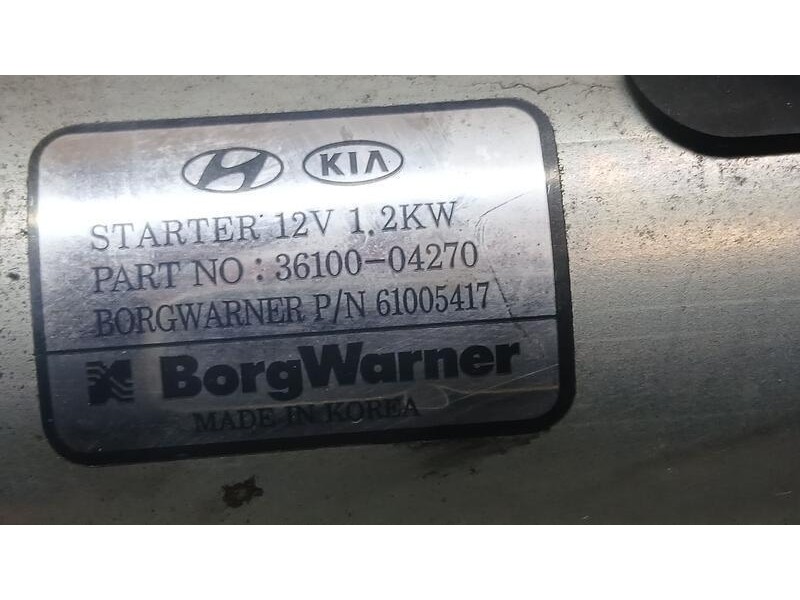 KIA
STARTER 12V 1.2KW
PART NO : 36100-04270
BORGWARNER P/N 61005417
BorgWarner
MADE IN KOREA